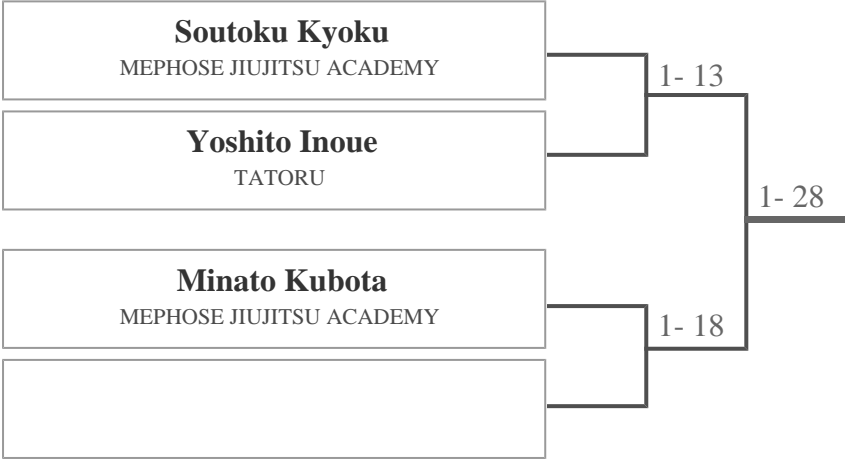 Soutoku Kyoku
MEPHOSE JIUJITSU ACADEMY
1- 13
Yoshito Inoue
TATORU
1- 28
Minato Kubota
MEPHOSE JIUJITSU ACADEMY
1- 18